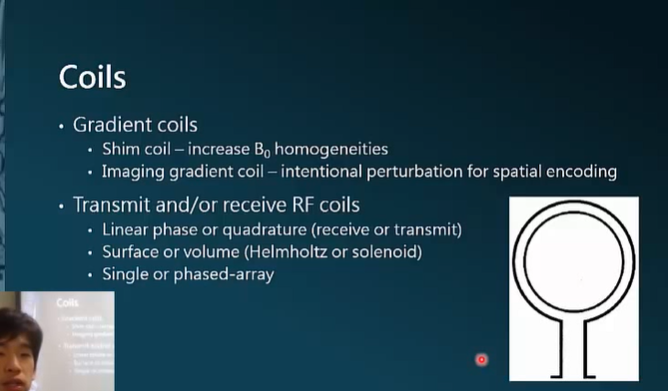 Coils
• Gradient coils
• Shim coil – increase B₀ homogeneities
• Imaging gradient coil – intentional perturbation for spatial encoding
• Transmit and/or receive RF coils
• Linear phase or quadrature (receive or transmit)
• Surface or volume (Helmholtz or solenoid)
• Single or phased-array
Coils